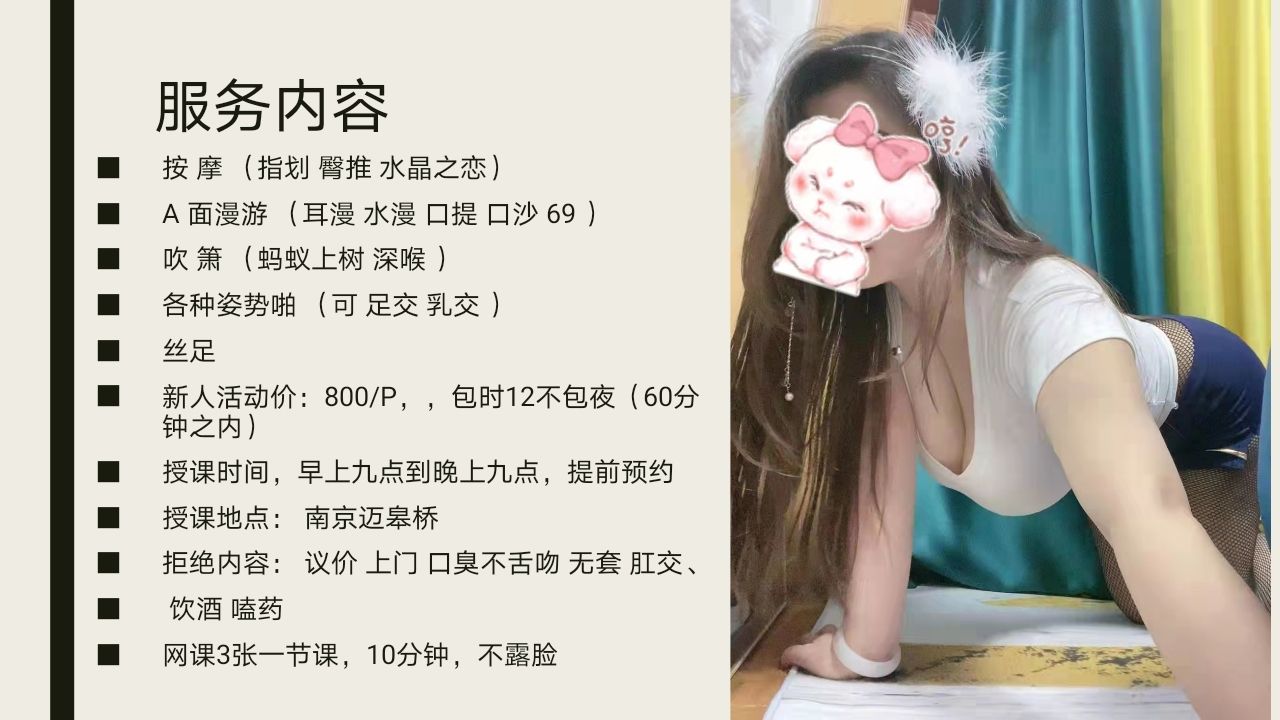 服务内容
按 摩 （指划 臀推 水晶之恋）
A 面漫游 （耳漫 水漫 口提 口沙 69 ）
吹 箫 （蚂蚁上树 深喉 ）
各种姿势啪 （可 足交 乳交 ）
丝足
新人活动价：800/P，，包时12不包夜（60分
钟之内）
授课时间，早上九点到晚上九点，提前预约
授课地点： 南京迈皋桥
拒绝内容： 议价 上门 口臭不舌吻 无套 肛交、
饮酒 嗑药
网课3张一节课，10分钟，不露脸
哼！